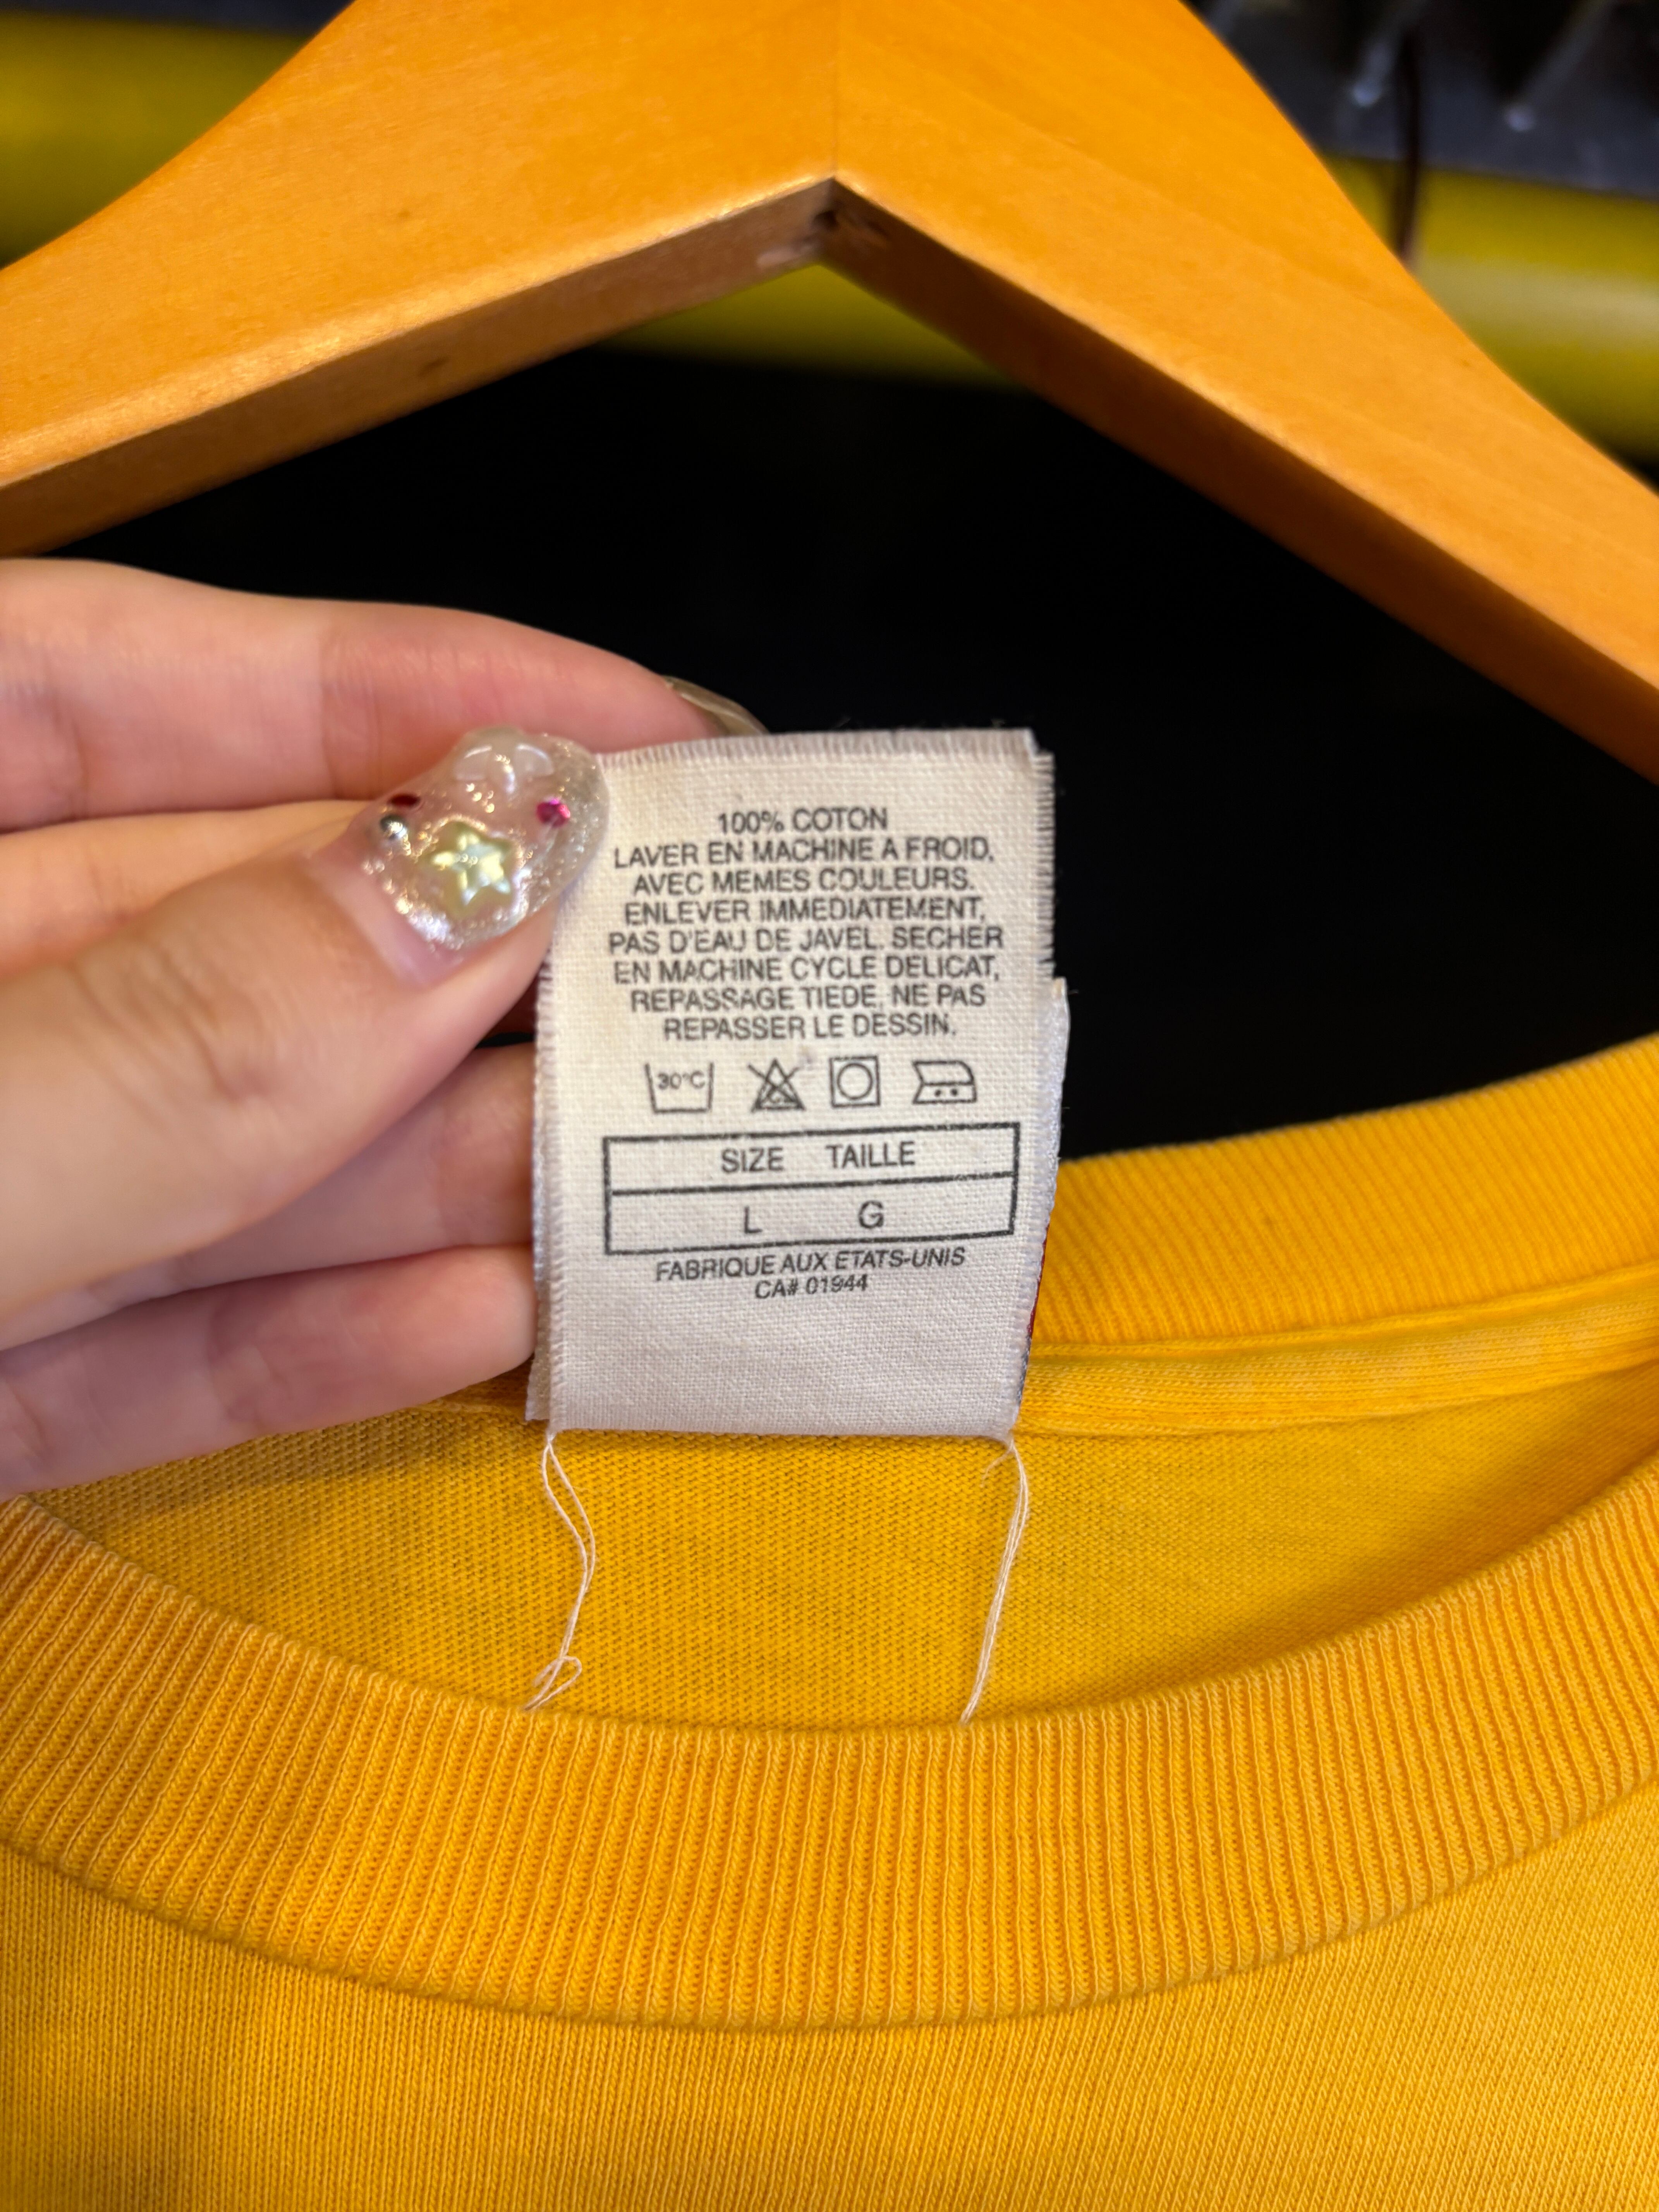 100% COTON
LAVER EN MACHINE A FROID,
AVEC MEMES COULEURS.
ENLEVER IMMEDIATEMENT,
PAS D'EAU DE JAVEL. SECHER
EN MACHINE CYCLE DELICAT,
REPASSAGE TIEDE, NE PAS
REPASSER LE DESSIN.
30°C
SIZE TAILLE
L G
FABRIQUE AUX ETATS-UNIS
CA# 01944